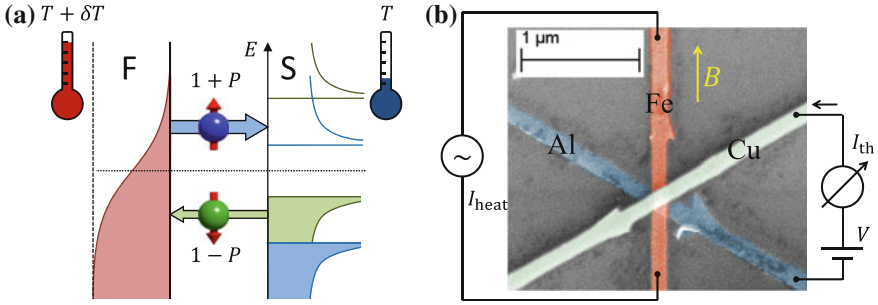 (a)
T + δT
F
E
S
T
1 + P
1 − P
(b)
1 µm
B
Fe
Al
Cu
~
I_heat
I_th
V